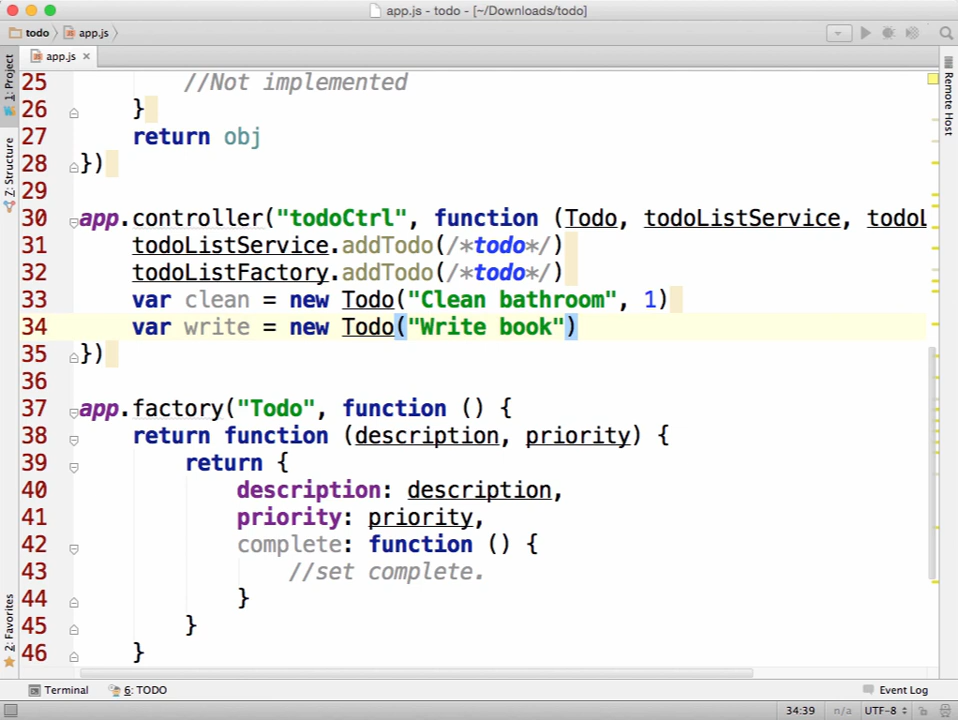 app.js - todo - [~/Downloads/todo]
todo app.js
app.js
1: Project
Z: Structure
2: Favorites
Remote Host
25 //Not implemented
26 }
27 return obj
28 })
29
30 app.controller("todoCtrl", function (Todo, todoListService, todoL
31 todoListService.addTodo(/*todo*/)
32 todoListFactory.addTodo(/*todo*/)
33 var clean = new Todo("Clean bathroom", 1)
34 var write = new Todo("Write book")
35 })
36
37 app.factory("Todo", function () {
38 return function (description, priority) {
39 return {
40 description: description,
41 priority: priority,
42 complete: function () {
43 //set complete.
44 }
45 }
46 }
Terminal 6: TODO Event Log
34:39 n/a UTF-8